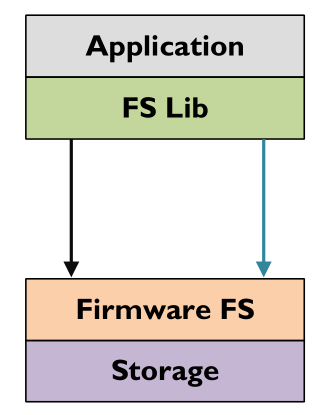 Application
FS Lib
Firmware FS
Storage